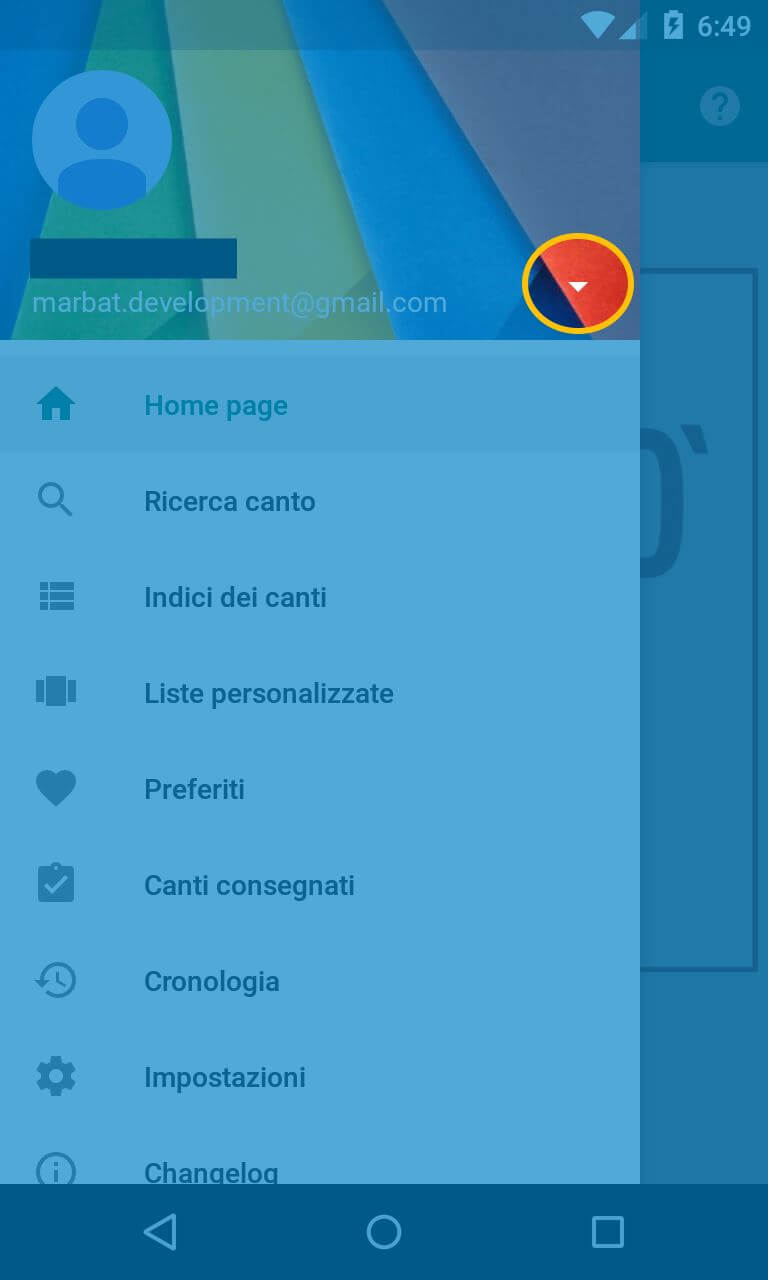 6:49
marbat.development@gmail.com
Home page
Ricerca canto
Indici dei canti
Liste personalizzate
Preferiti
Canti consegnati
Cronologia
Impostazioni
Changelog